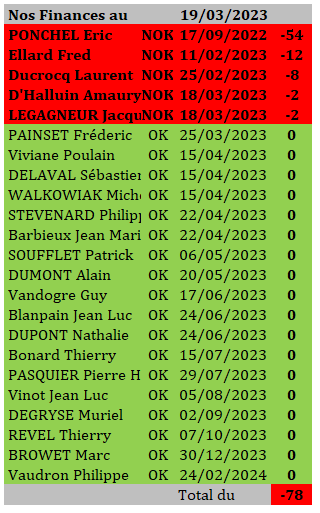 Nos Finances au 19/03/2023
PONCHEL Eric NOK 17/09/2022 -54
Ellard Fred NOK 11/02/2023 -12
Ducrocq Laurent NOK 25/02/2023 -8
D'Halluin Amaury NOK 18/03/2023 -2
LEGAGNEUR Jacqu NOK 18/03/2023 -2
PAINSET Fréderic OK 25/03/2023 0
Viviane Poulain OK 15/04/2023 0
DELAVAL Sébastien OK 15/04/2023 0
WALKOWIAK Miche OK 15/04/2023 0
STEVENARD Philipp OK 22/04/2023 0
Barbieux Jean Mari OK 22/04/2023 0
SOUFFLET Patrick OK 06/05/2023 0
DUMONT Alain OK 20/05/2023 0
Vandogre Guy OK 17/06/2023 0
Blanpain Jean Luc OK 24/06/2023 0
DUPONT Nathalie OK 24/06/2023 0
Bonard Thierry OK 15/07/2023 0
PASQUIER Pierre H OK 29/07/2023 0
Vinot Jean Luc OK 05/08/2023 0
DEGRYSE Muriel OK 02/09/2023 0
REVEL Thierry OK 07/10/2023 0
BROWET Marc OK 30/12/2023 0
Vaudron Philippe OK 24/02/2024 0
Total du -78